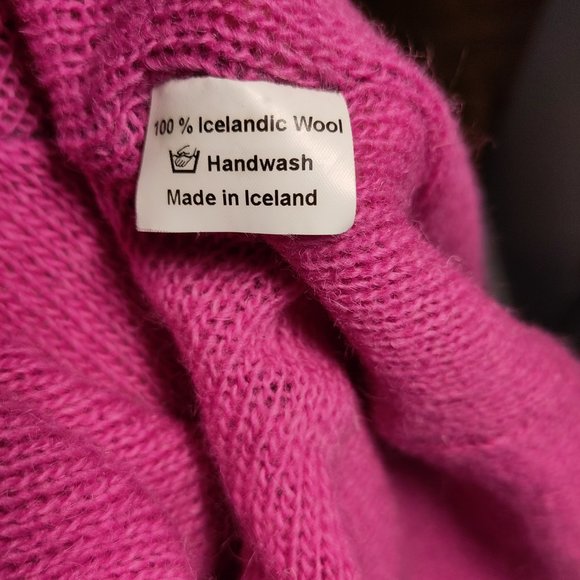 100 % Icelandic Wool
Handwash
Made in Iceland